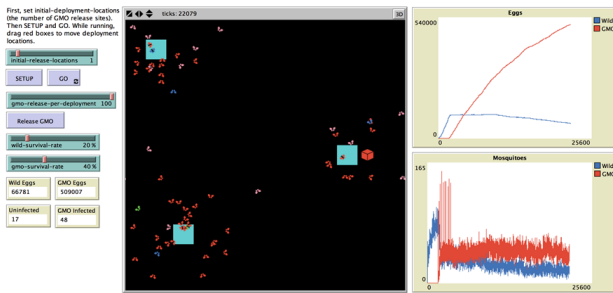 First, set initial-deployment-locations
(the number of GMO release sites).
Then SETUP and GO. While running,
drag red boxes to move deployment
locations.
initial-release-locations 1
SETUP
GO
gmo-release-per-deployment 100
Release GMO
wild-survival-rate 20 %
gmo-survival-rate 40 %
Wild Eggs
66781
GMO Eggs
509007
Uninfected
17
GMO Infected
48
ticks: 22079
3D
Eggs
540000
0
0
25600
Wild
GMO
Mosquitoes
165
0
0
25600
Wild
GMO